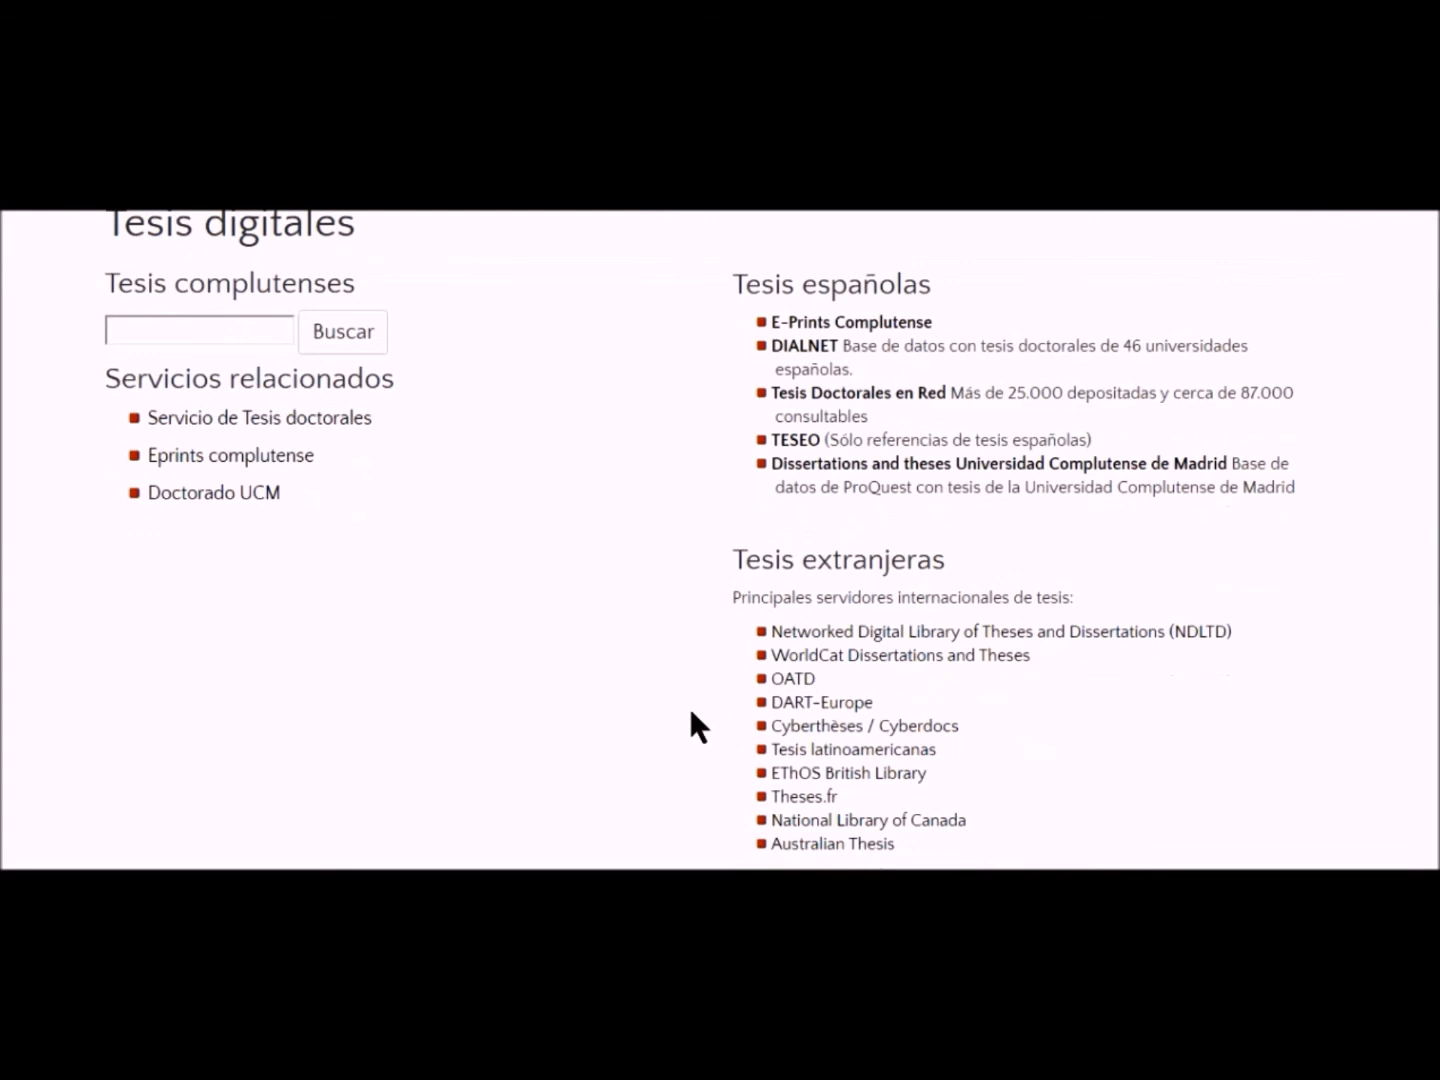 Tesis digitales
Tesis complutenses
Buscar
Servicios relacionados
Servicio de Tesis doctorales
Eprints complutense
Doctorado UCM
Tesis españolas
E-Prints Complutense
DIALNET Base de datos con tesis doctorales de 46 universidades
españolas.
Tesis Doctorales en Red Más de 25.000 depositadas y cerca de 87.000
consultables
TESEO (Sólo referencias de tesis españolas)
Dissertations and theses Universidad Complutense de Madrid Base de
datos de ProQuest con tesis de la Universidad Complutense de Madrid
Tesis extranjeras
Principales servidores internacionales de tesis:
Networked Digital Library of Theses and Dissertations (NDLTD)
WorldCat Dissertations and Theses
OATD
DART-Europe
Cyberthèses / Cyberdocs
Tesis latinoamericanas
EThOS British Library
Theses.fr
National Library of Canada
Australian Thesis